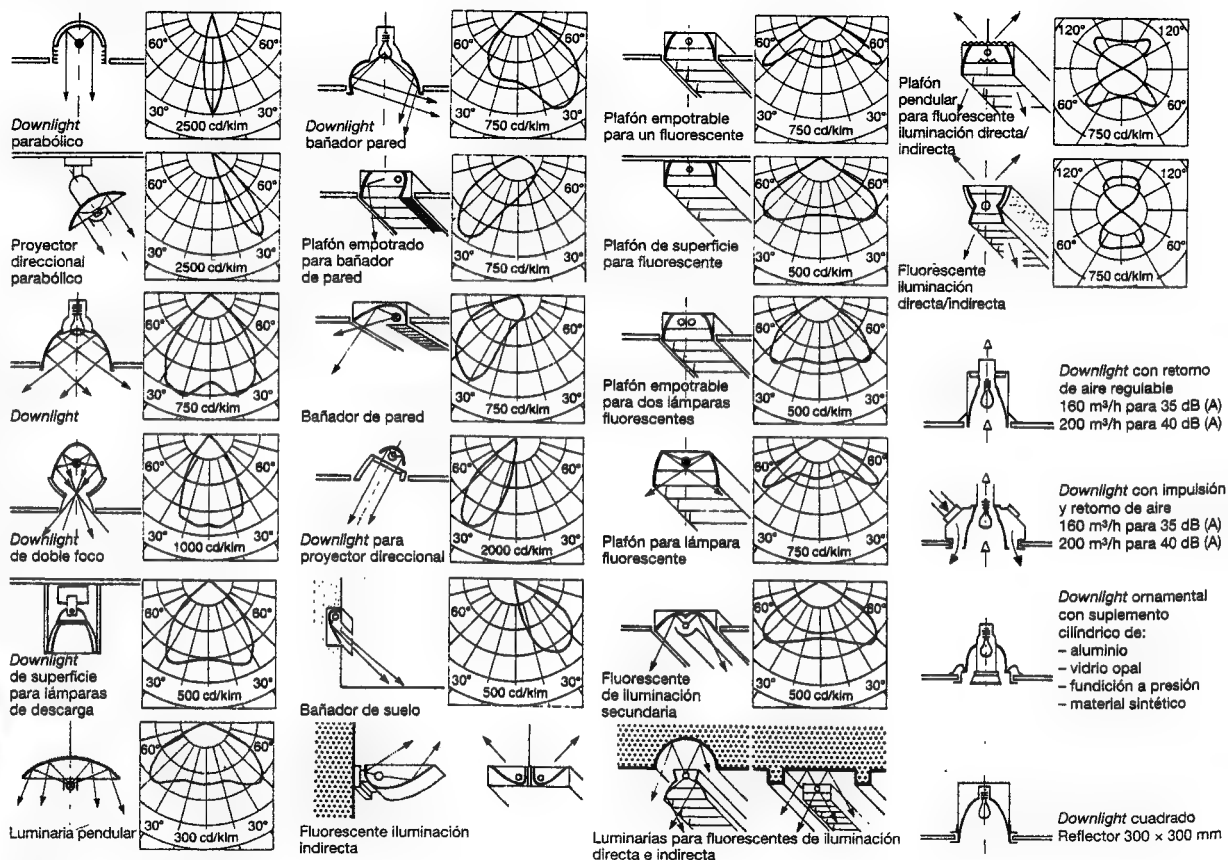 60°
60°
30°
30°
2500 cd/klm
Downlight
parabólico
60°
60°
30°
30°
750 cd/klm
Downlight
bañador pared
60°
60°
30°
30°
750 cd/klm
Plafón empotrable
para un fluorescente
120°
120°
60°
60°
750 cd/klm
Plafón
pendular
para fluorescente
iluminación directa/
indirecta
60°
60°
30°
30°
2500 cd/klm
Proyector
direccional
parabólico
60°
60°
30°
30°
750 cd/klm
Plafón empotrado
para bañador
de pared
60°
60°
30°
30°
500 cd/klm
Plafón de superficie
para fluorescente
120°
120°
60°
60°
750 cd/klm
Fluorescente
iluminación
directa/indirecta
60°
60°
30°
30°
750 cd/klm
Downlight
60°
60°
30°
30°
750 cd/klm
Bañador de pared
60°
60°
30°
30°
500 cd/klm
Plafón empotrable
para dos lámparas
fluorescentes
Downlight con retorno
de aire regulable
160 m³/h para 35 dB (A)
200 m³/h para 40 dB (A)
60°
60°
30°
30°
1000 cd/klm
Downlight
de doble foco
60°
60°
30°
30°
2000 cd/klm
Downlight para
proyector direccional
60°
60°
30°
30°
750 cd/klm
Plafón para lámpara
fluorescente
Downlight con impulsión
y retorno de aire
160 m³/h para 35 dB (A)
200 m³/h para 40 dB (A)
60°
60°
30°
30°
500 cd/klm
Downlight
de superficie
para lámparas
de descarga
60°
60°
30°
30°
500 cd/klm
Bañador de suelo
60°
60°
30°
30°
500 cd/klm
Fluorescente
de iluminación
secundaria
Downlight ornamental
con suplemento
cilíndrico de:
– aluminio
– vidrio opal
– fundición a presión
– material sintético
60°
60°
30°
30°
300 cd/klm
Luminaria pendular
Fluorescente iluminación
indirecta
Luminarias para fluorescentes de iluminación
directa e indirecta
Downlight cuadrado
Reflector 300 × 300 mm